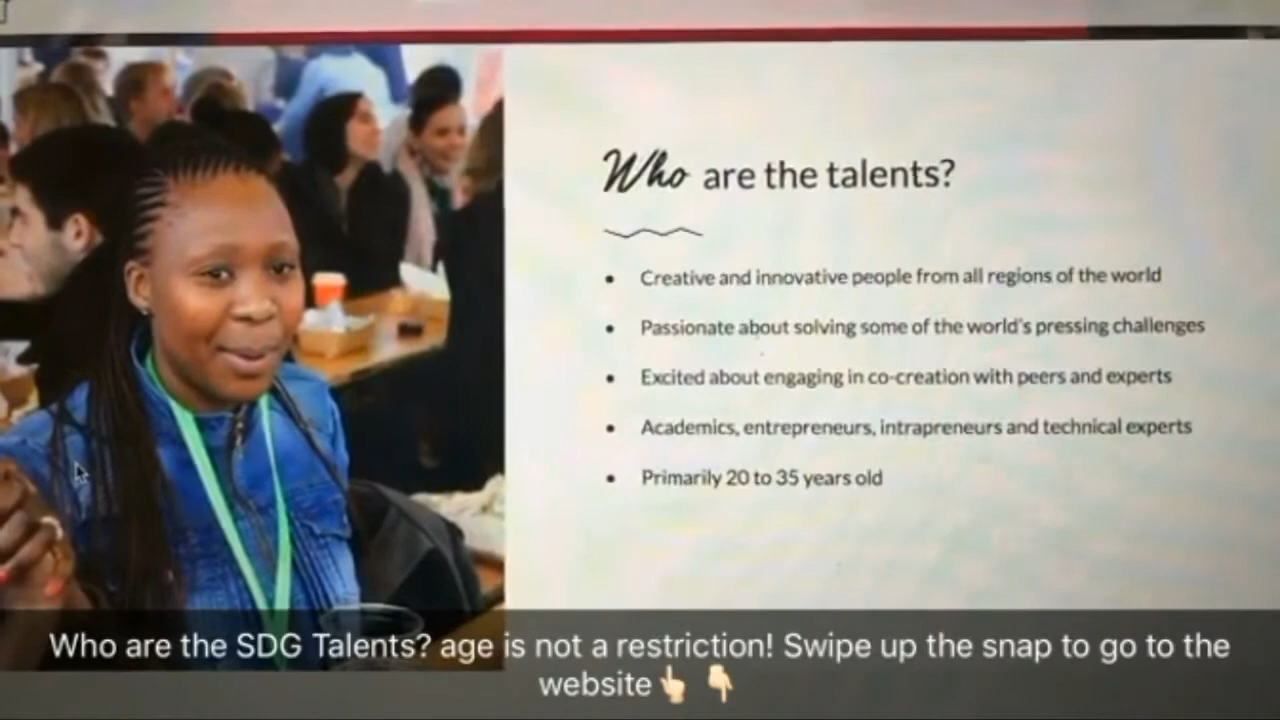 Who are the talents?
• Creative and innovative people from all regions of the world
• Passionate about solving some of the world's pressing challenges
• Excited about engaging in co-creation with peers and experts
• Academics, entrepreneurs, intrapreneurs and technical experts
• Primarily 20 to 35 years old
Who are the SDG Talents? age is not a restriction! Swipe up the snap to go to the
website👆🏻 👇🏻